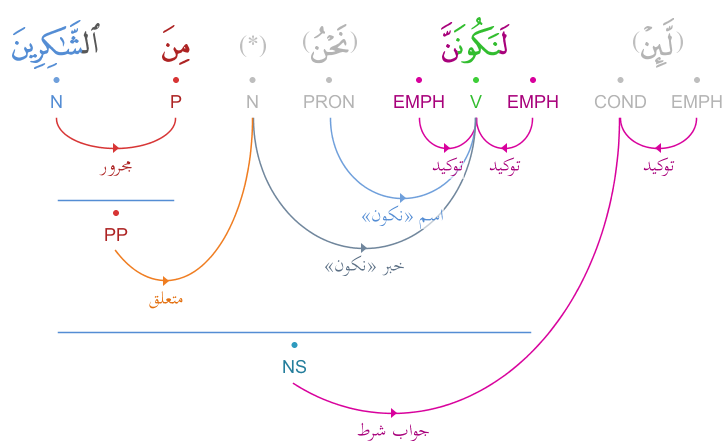 (لَّئِنْ) لَنَكُونَنَّ (نَحْنُ) (*) مِنَ ٱلشَّٰكِرِينَ
EMPH COND EMPH V EMPH PRON N P N
توكيد توكيد توكيد مجرور
اسم «نكون»
PP
خبر «نكون»
متعلق
NS
جواب شرط